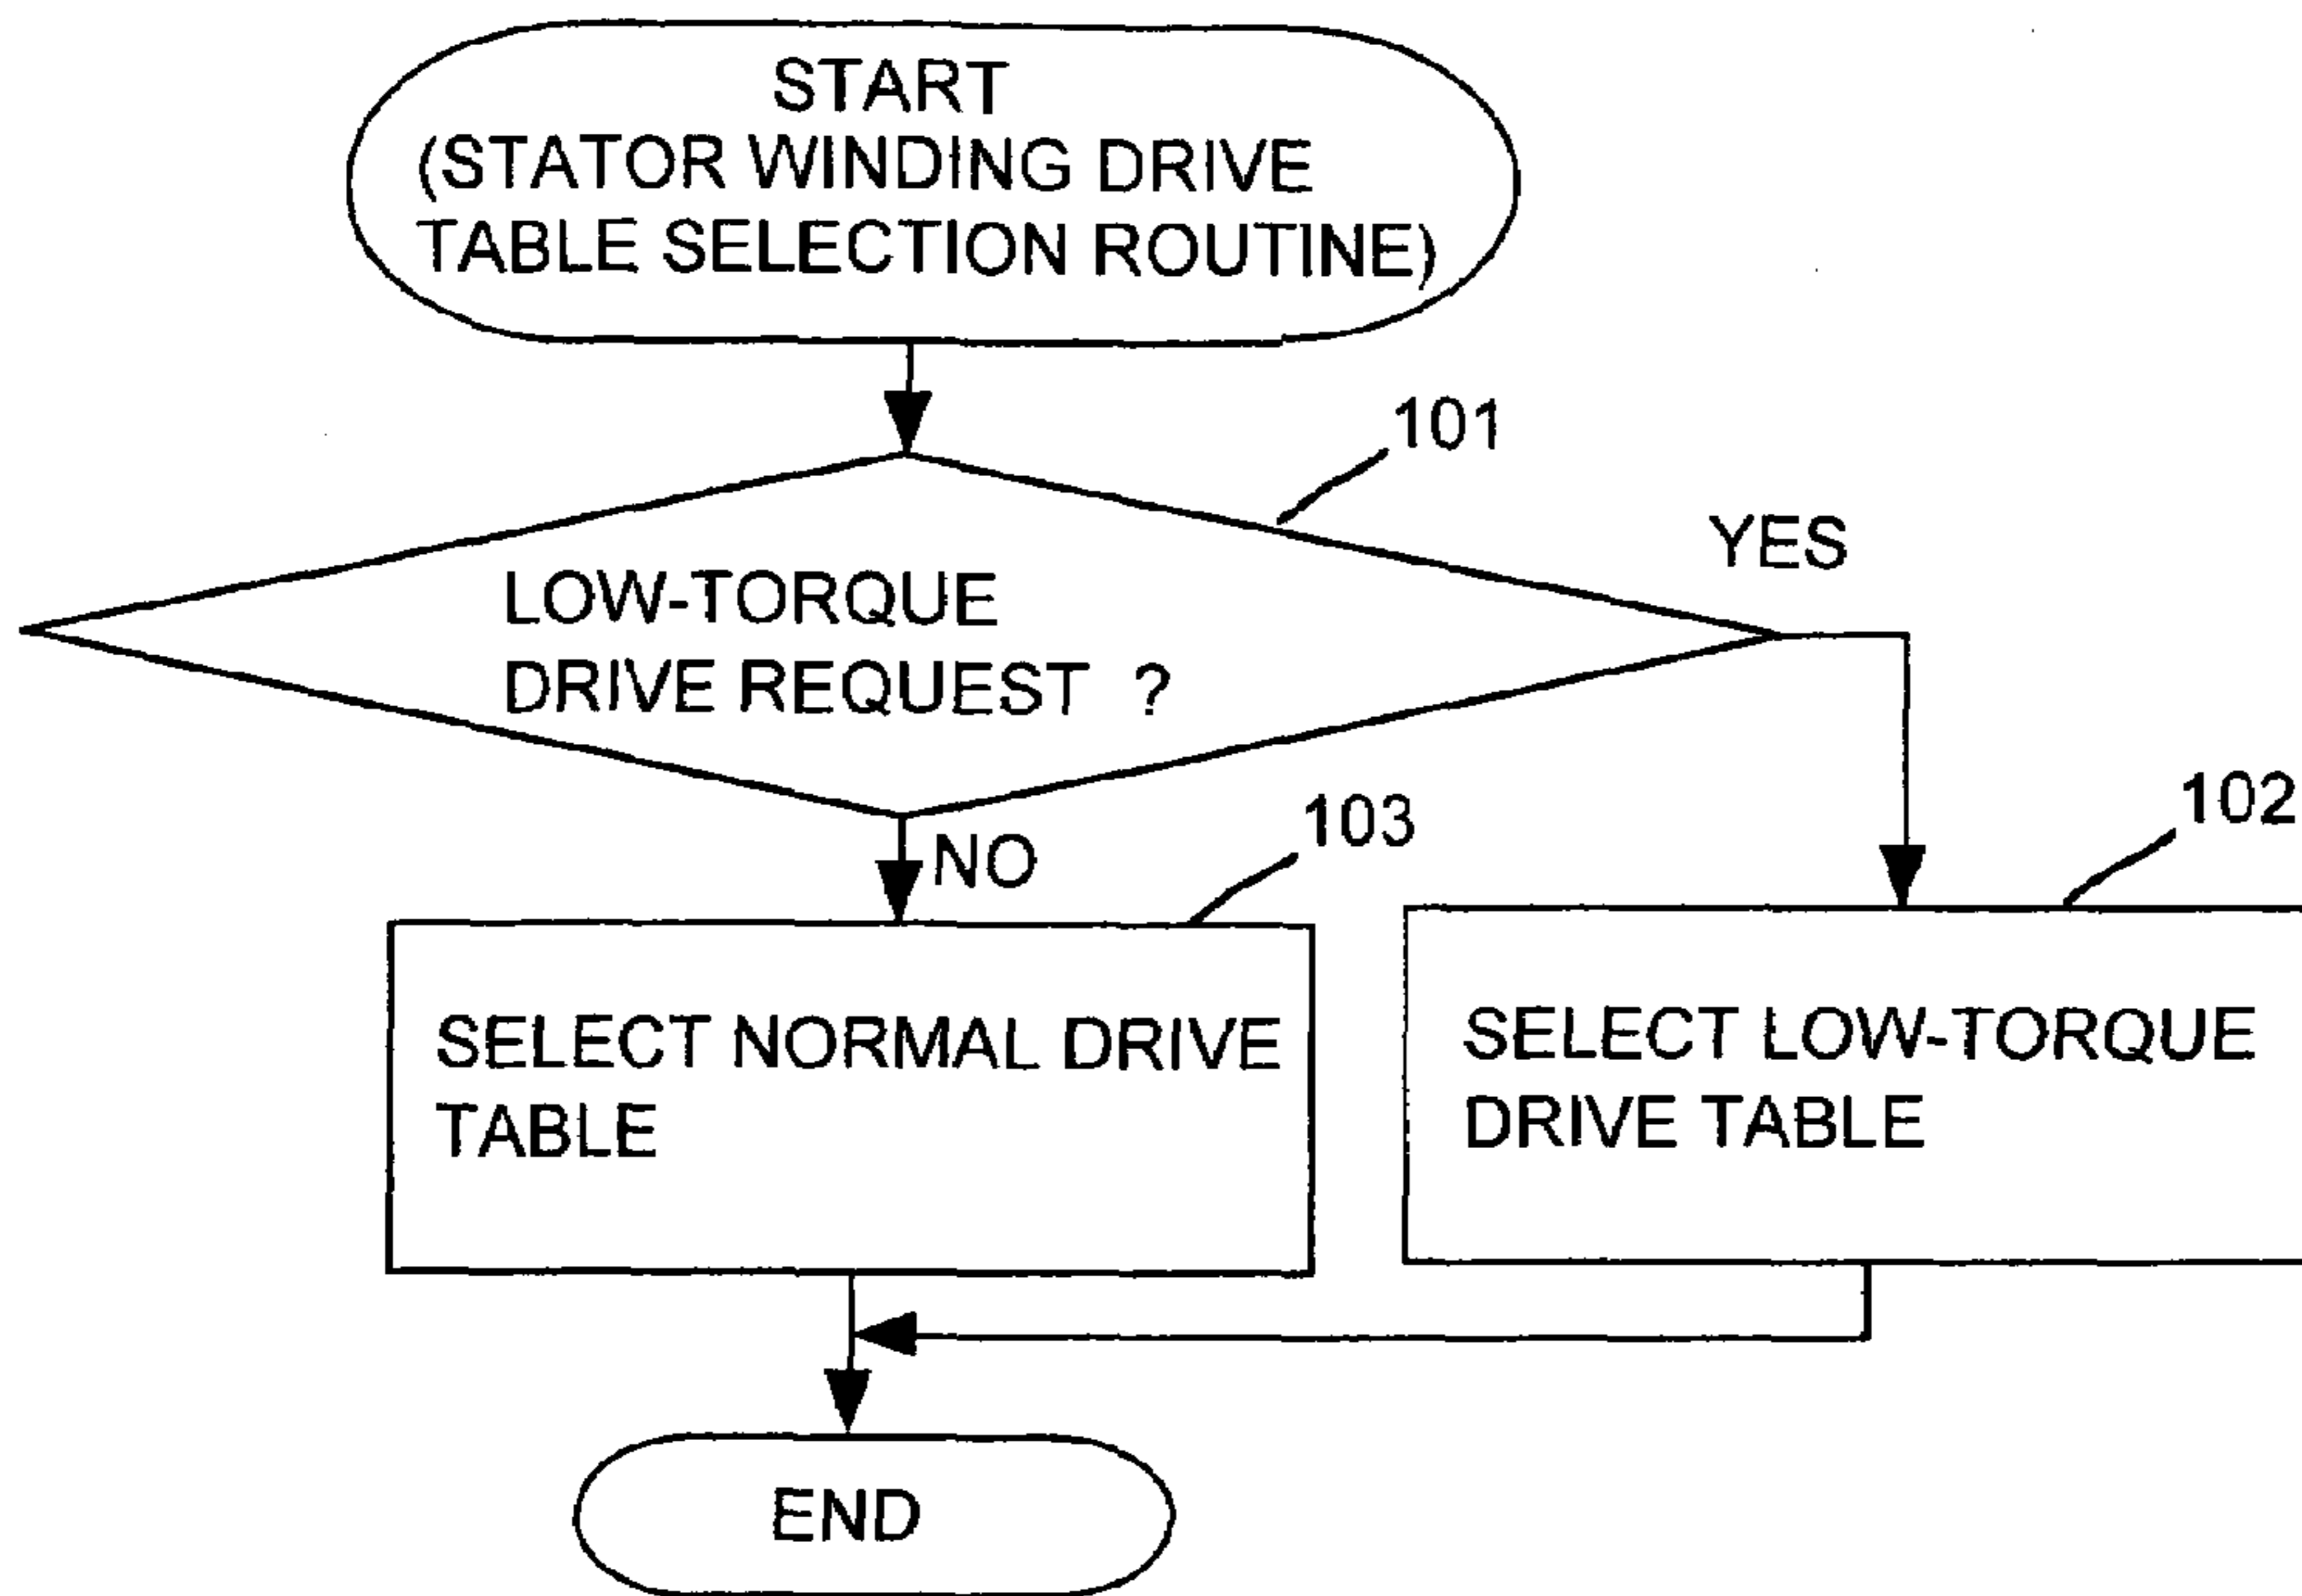 START
(STATOR WINDING DRIVE
TABLE SELECTION ROUTINE)
101
YES
LOW-TORQUE
DRIVE REQUEST ?
NO
103
102
SELECT NORMAL DRIVE
TABLE
SELECT LOW-TORQUE
DRIVE TABLE
END